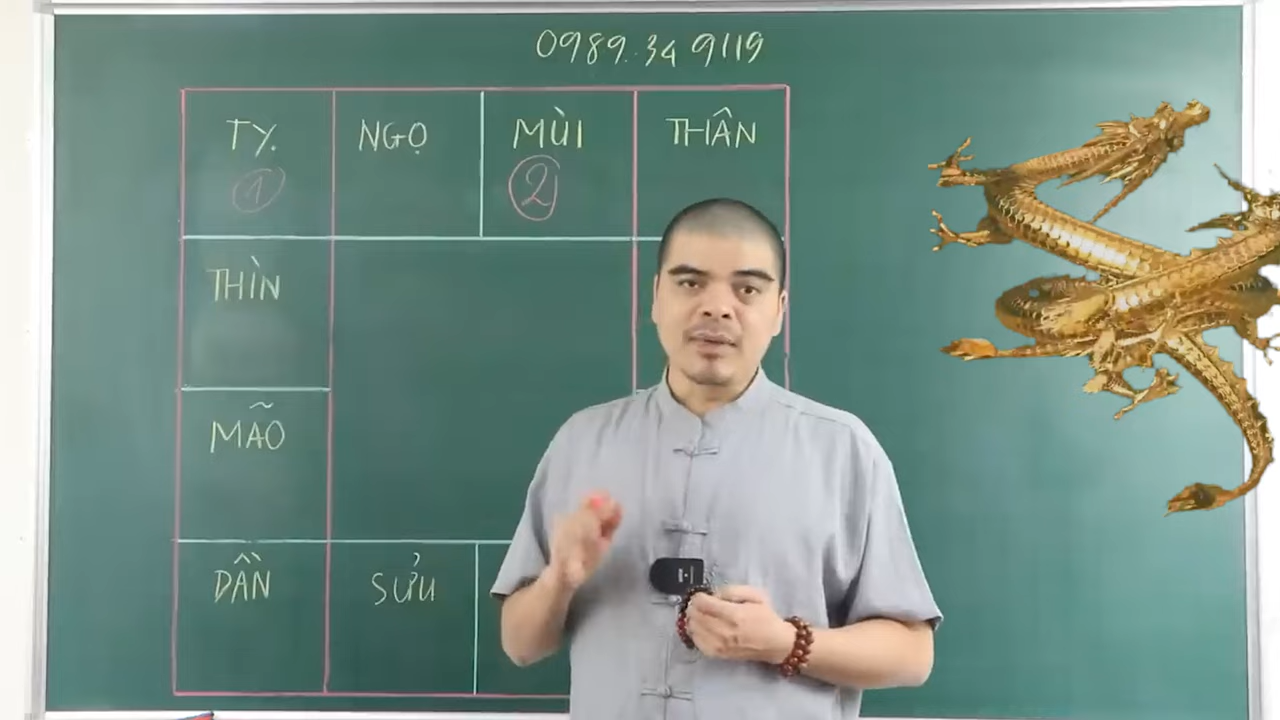 0989.34 9119
TỴ. NGỌ MÙI THÂN
1 2
THÌN
MÃO
DẦN SỬU